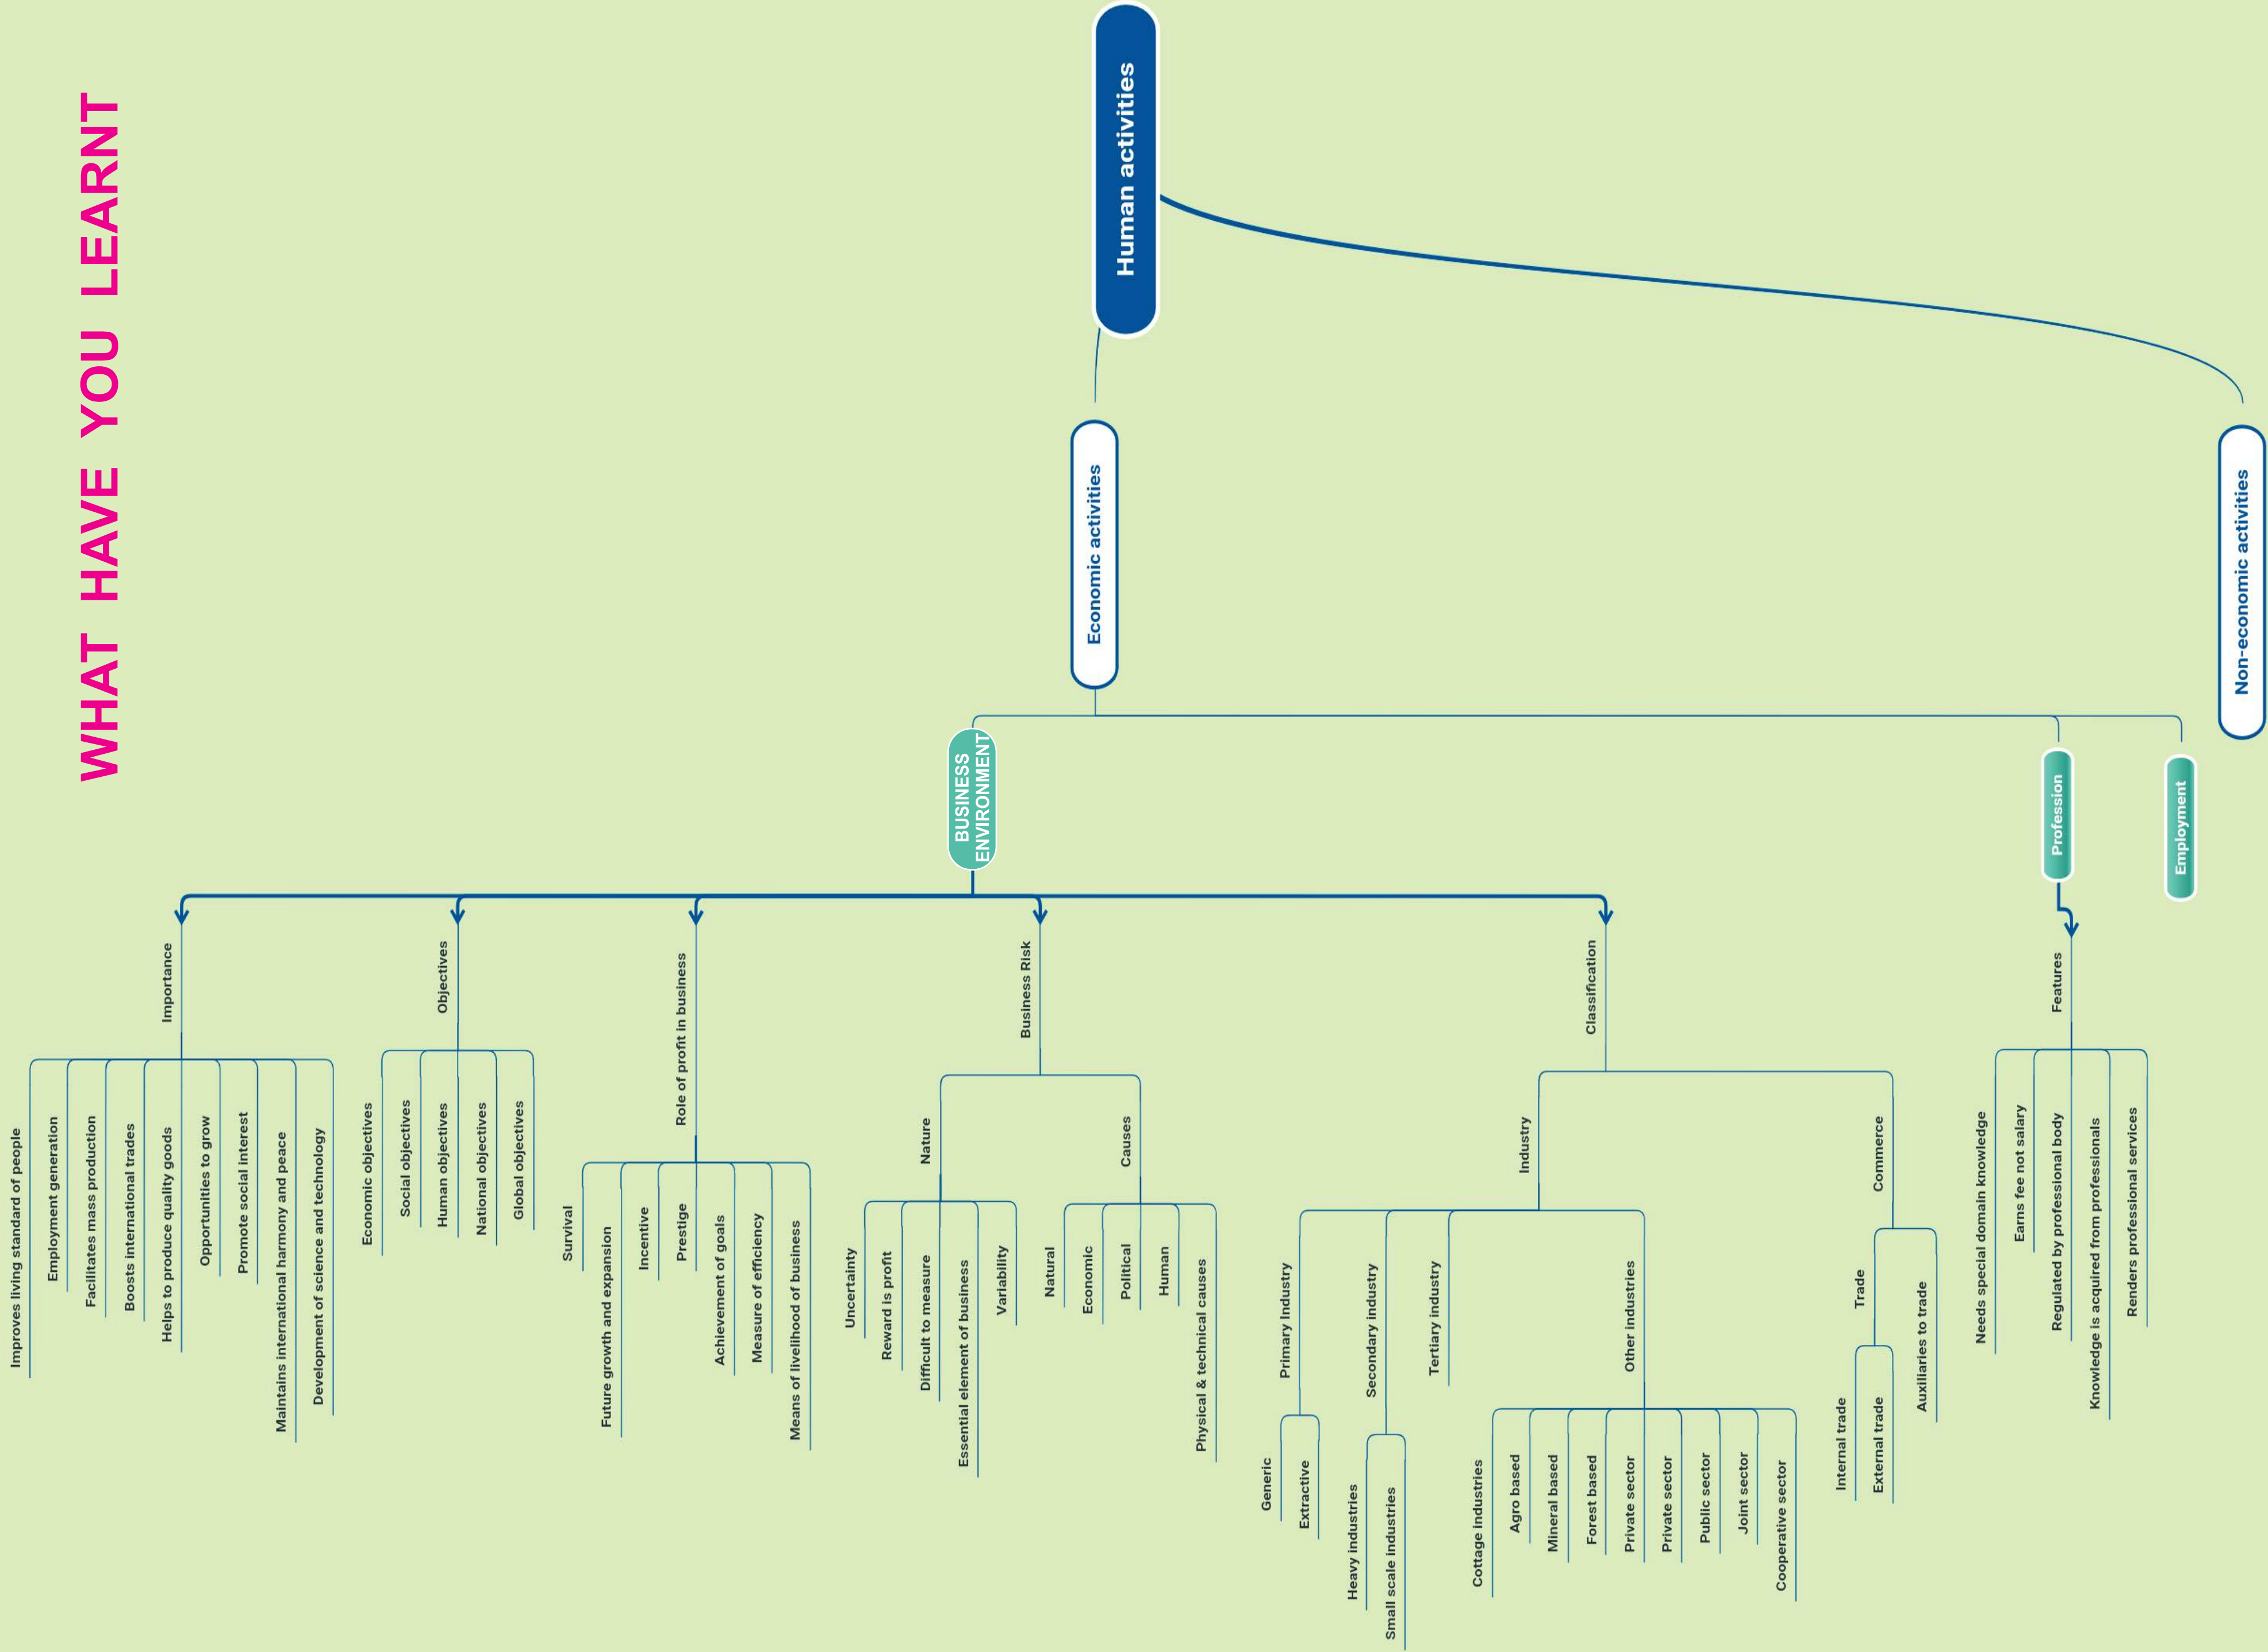 WHAT HAVE YOU LEARNT
Human activities
Economic activities
BUSINESS
ENVIRONMENT
Importance
Improves living standard of people
Employment generation
Facilitates mass production
Boosts international trades
Helps to produce quality goods
Opportunities to grow
Promote social interest
Maintains international harmony and peace
Development of science and technology
Objectives
Economic objectives
Social objectives
Human objectives
National objectives
Global objectives
Role of profit in business
Survival
Future growth and expansion
Incentive
Prestige
Achievement of goals
Measure of efficiency
Means of livelihood of business
Business Risk
Nature
Uncertainty
Reward is profit
Difficult to measure
Essential element of business
Variability
Causes
Natural
Economic
Political
Human
Physical & technical causes
Classification
Industry
Primary Industry
Generic
Extractive
Secondary industry
Heavy industries
Small scale industries
Tertiary industry
Other industries
Cottage industries
Agro based
Mineral based
Forest based
Private sector
Private sector
Public sector
Joint sector
Cooperative sector
Commerce
Trade
Internal trade
External trade
Auxiliaries to trade
Profession
Features
Needs special domain knowledge
Earns fee not salary
Regulated by professional body
Knowledge is acquired from professionals
Renders professional services
Employment
Non-economic activities